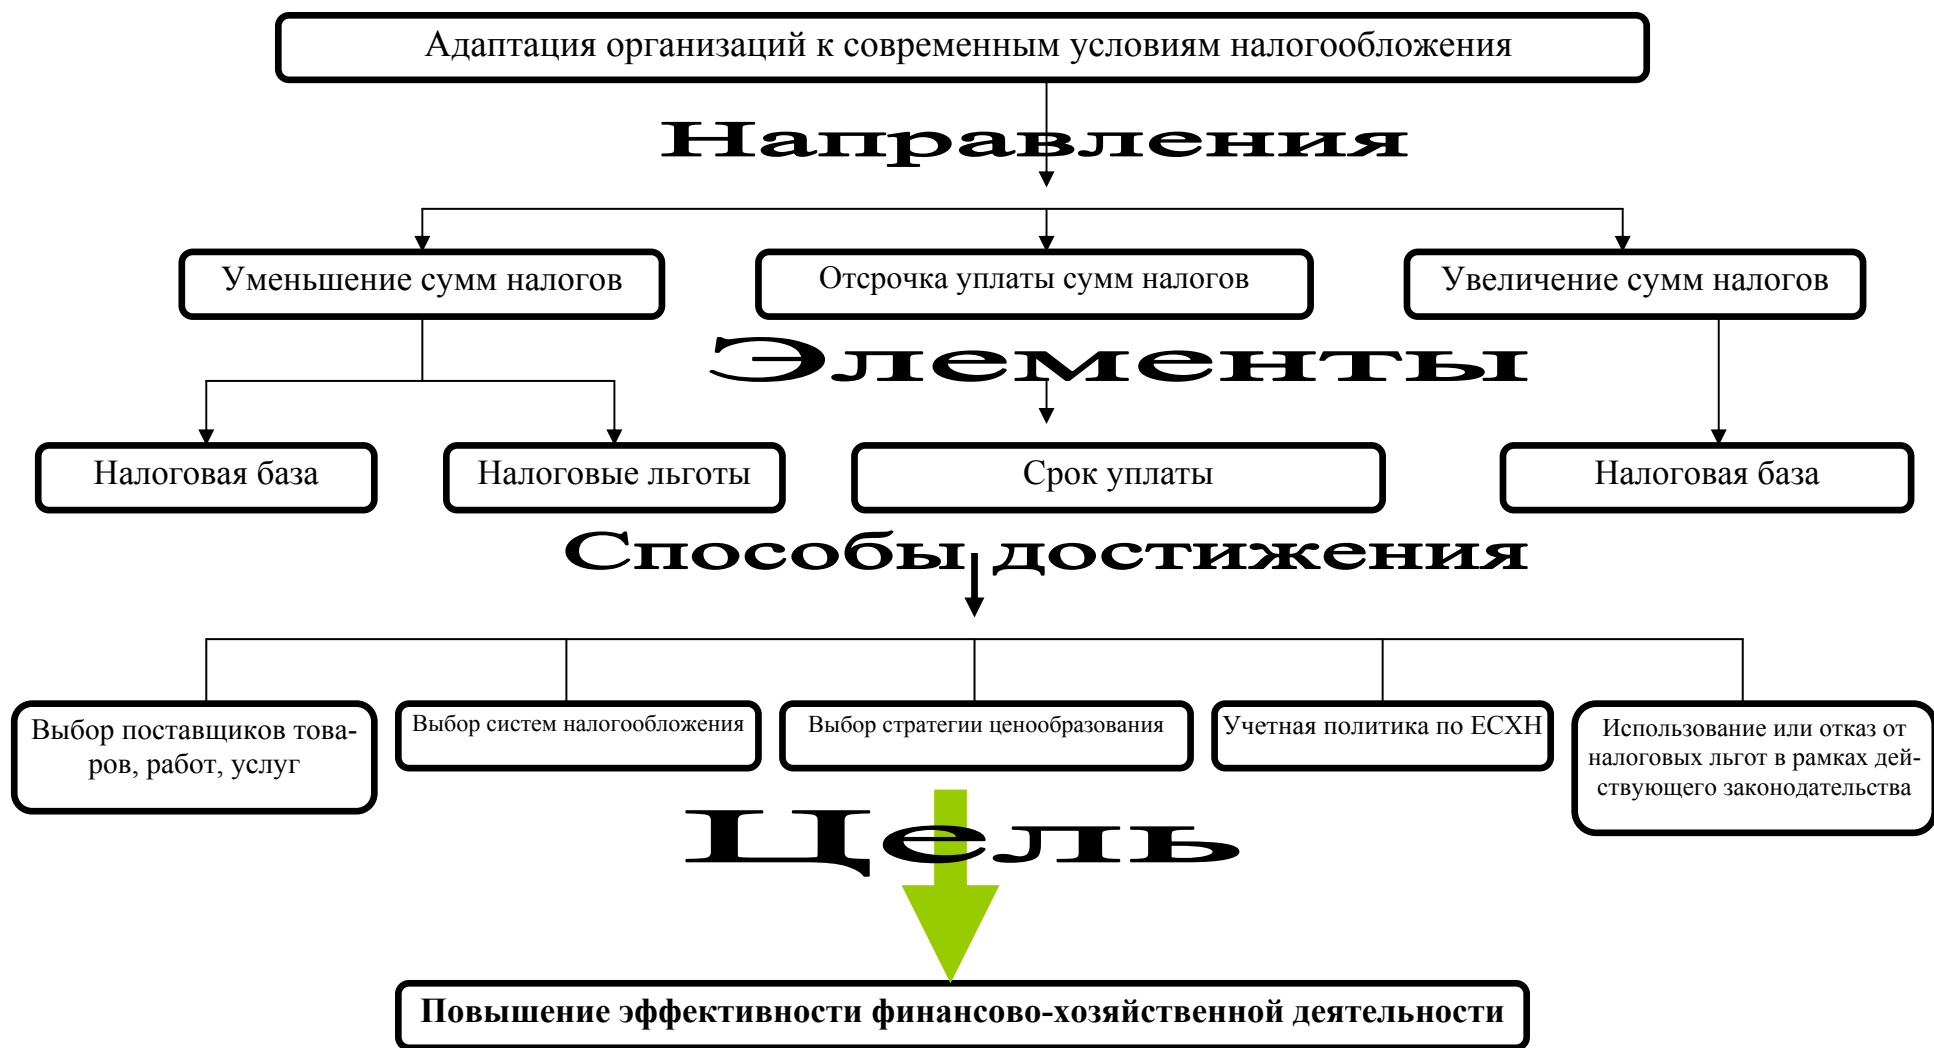 Адаптация организаций к современным условиям налогообложения
Направления
Уменьшение сумм налогов
Отсрочка уплаты сумм налогов
Увеличение сумм налогов
Элементы
Налоговая база
Налоговые льготы
Срок уплаты
Налоговая база
Способы достижения
Выбор поставщиков това-
ров, работ, услуг
Выбор систем налогообложения
Выбор стратегии ценообразования
Учетная политика по ЕСХН
Использование или отказ от
налоговых льгот в рамках дей-
ствующего законодательства
Цель
Повышение эффективности финансово-хозяйственной деятельности